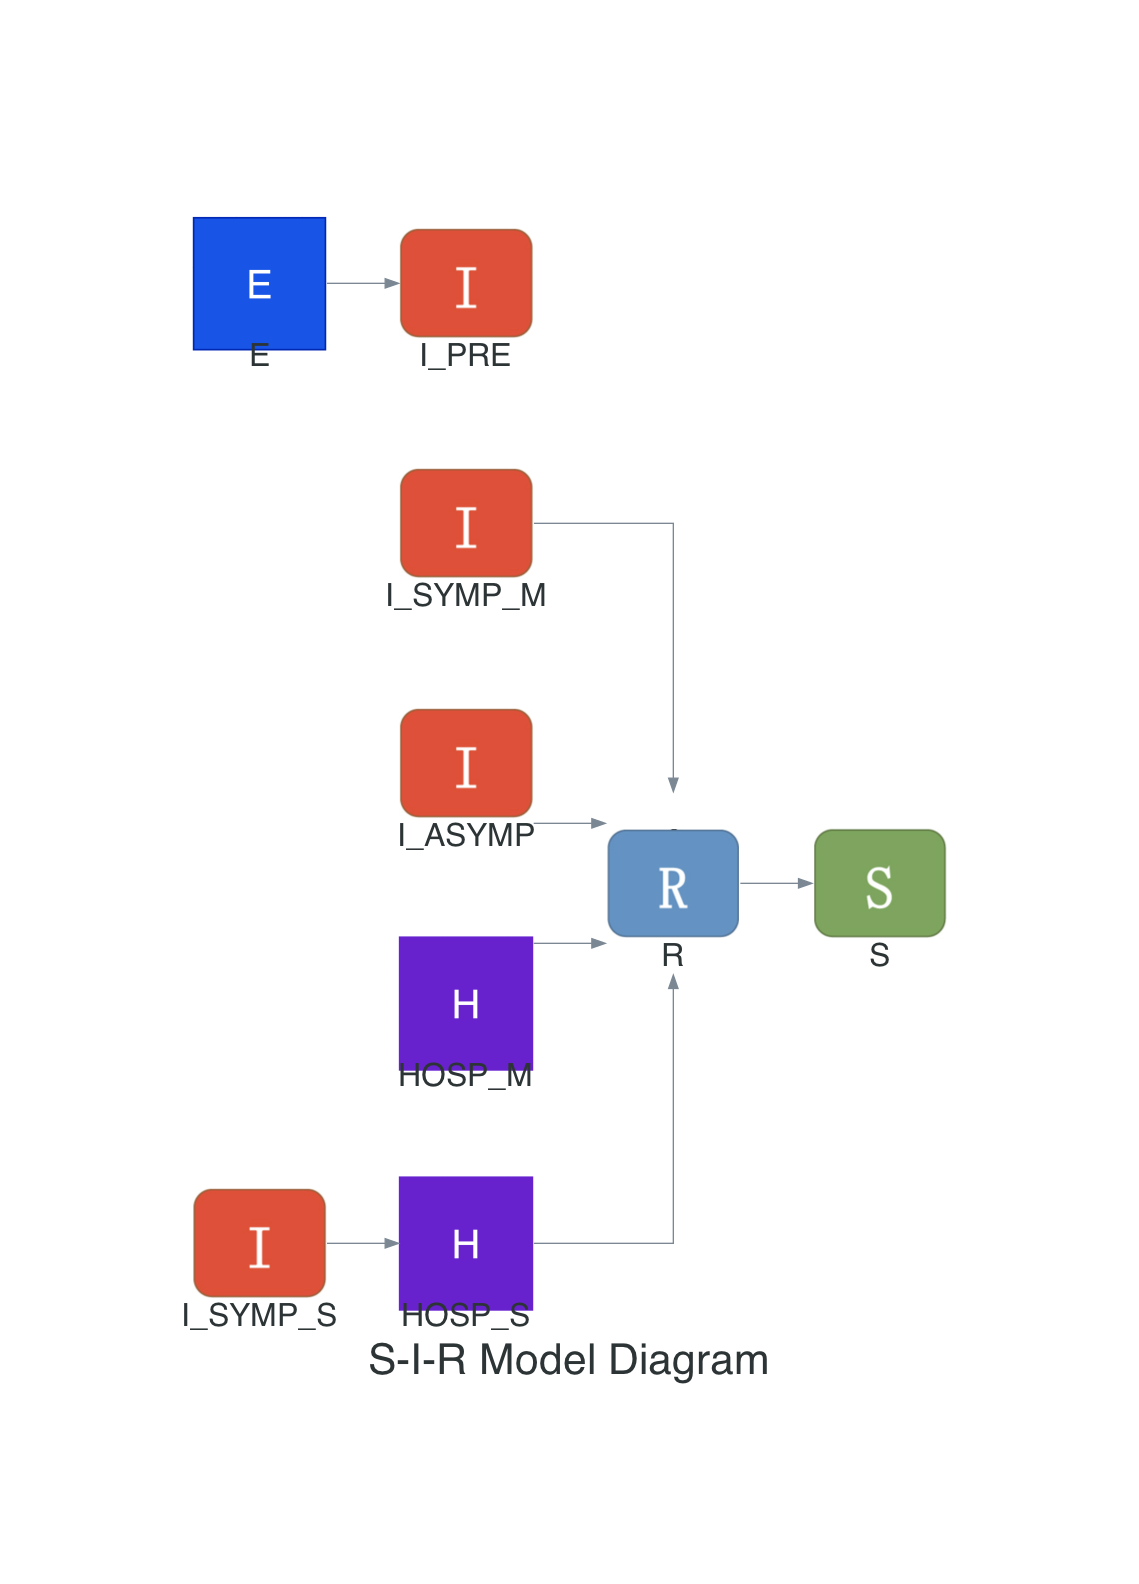 E
E
I
I_PRE
I
I_SYMP_M
I
I_ASYMP
R
R
S
S
H
HOSP_M
I
I_SYMP_S
H
HOSP_S
S-I-R Model Diagram